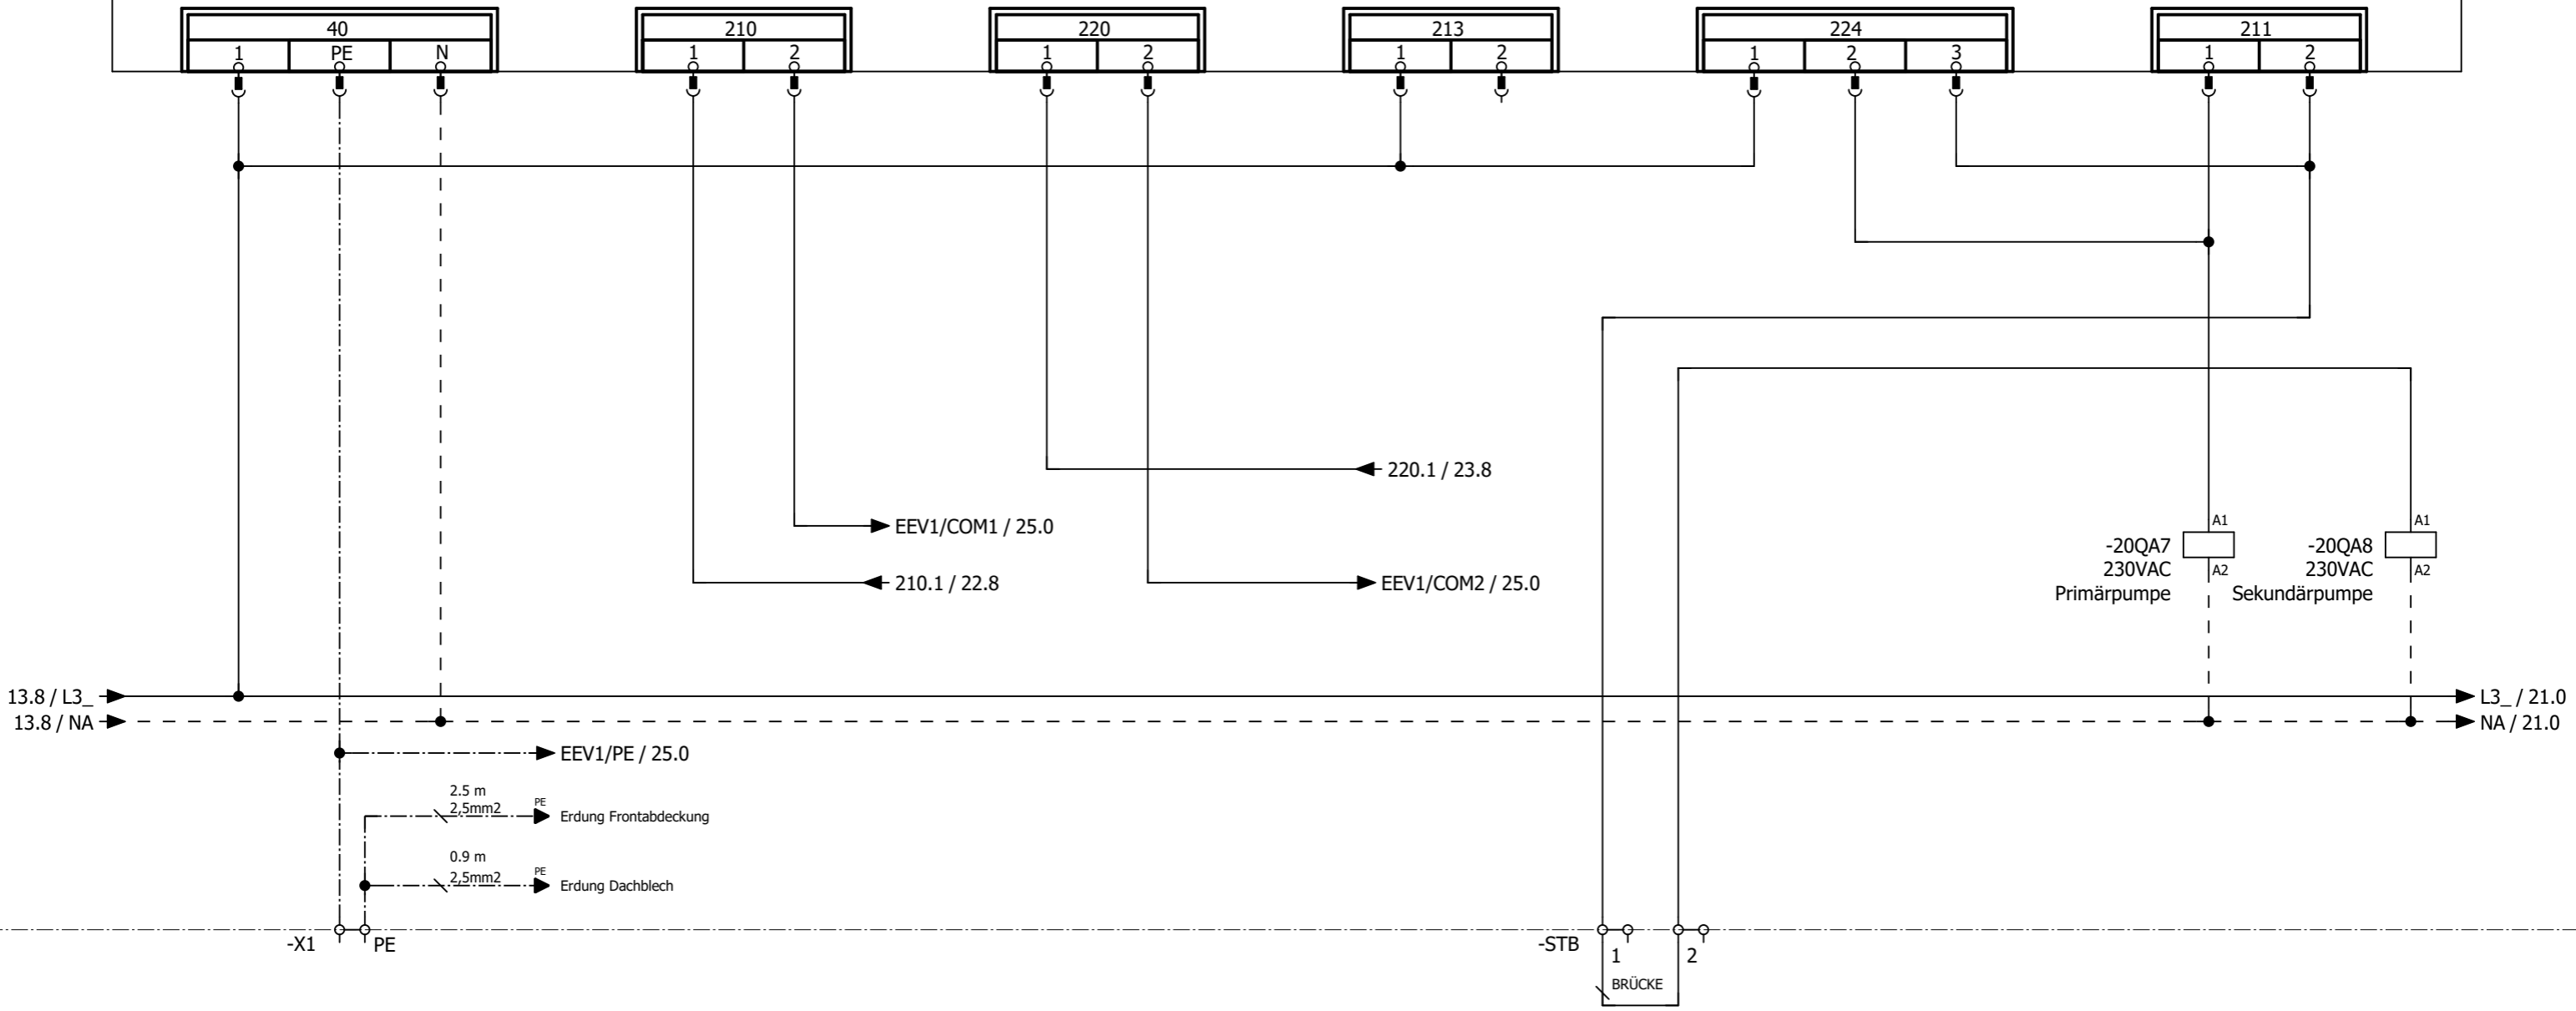 40
210
220
213
224
211
1 PE N
1 2
1 2
1 2
1 2 3
1 2
220.1 / 23.8
EEV1/COM1 / 25.0
210.1 / 22.8
EEV1/COM2 / 25.0
A1
-20QA7
230VAC
A2
Primärpumpe
A1
-20QA8
230VAC
A2
Sekundärpumpe
13.8 / L3_
L3_ / 21.0
13.8 / NA
NA / 21.0
EEV1/PE / 25.0
2.5 m
2,5mm2
PE
Erdung Frontabdeckung
0.9 m
2,5mm2
PE
Erdung Dachblech
-X1
PE
-STB
1
2
BRÜCKE